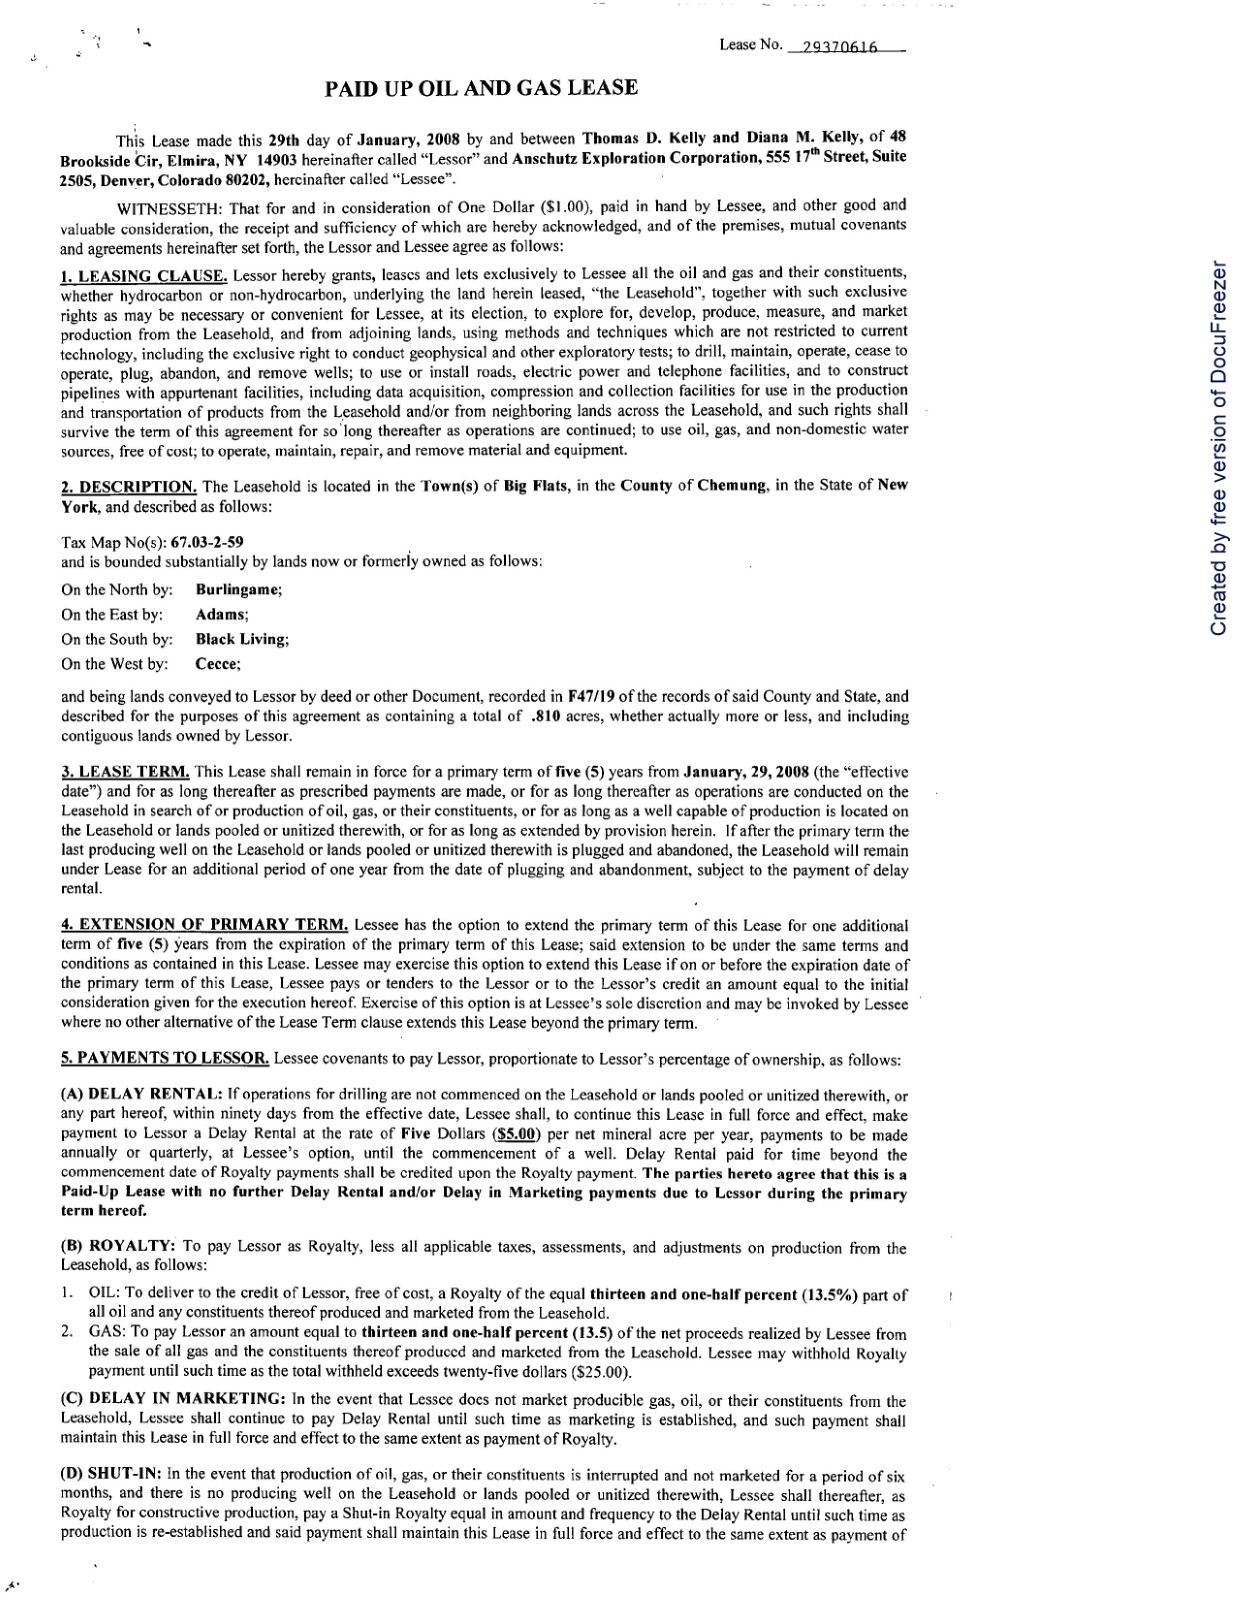 Lease No. 29370616
PAID UP OIL AND GAS LEASE
This Lease made this 29th day of January, 2008 by and between Thomas D. Kelly and Diana M. Kelly, of 48
Brookside Cir, Elmira, NY 14903 hereinafter called “Lessor” and Anschutz Exploration Corporation, 555 17th Street, Suite
2505, Denver, Colorado 80202, hereinafter called “Lessee”.
WITNESSETH: That for and in consideration of One Dollar ($1.00), paid in hand by Lessee, and other good and
valuable consideration, the receipt and sufficiency of which are hereby acknowledged, and of the premises, mutual covenants
and agreements hereinafter set forth, the Lessor and Lessee agree as follows:
1. LEASING CLAUSE. Lessor hereby grants, leases and lets exclusively to Lessee all the oil and gas and their constituents,
whether hydrocarbon or non-hydrocarbon, underlying the land herein leased, “the Leasehold”, together with such exclusive
rights as may be necessary or convenient for Lessee, at its election, to explore for, develop, produce, measure, and market
production from the Leasehold, and from adjoining lands, using methods and techniques which are not restricted to current
technology, including the exclusive right to conduct geophysical and other exploratory tests; to drill, maintain, operate, cease to
operate, plug, abandon, and remove wells; to use or install roads, electric power and telephone facilities, and to construct
pipelines with appurtenant facilities, including data acquisition, compression and collection facilities for use in the production
and transportation of products from the Leasehold and/or from neighboring lands across the Leasehold, and such rights shall
survive the term of this agreement for so long thereafter as operations are continued; to use oil, gas, and non-domestic water
sources, free of cost; to operate, maintain, repair, and remove material and equipment.
2. DESCRIPTION. The Leasehold is located in the Town(s) of Big Flats, in the County of Chemung, in the State of New
York, and described as follows:
Tax Map No(s): 67.03-2-59
and is bounded substantially by lands now or formerly owned as follows:
On the North by: Burlingame;
On the East by: Adams;
On the South by: Black Living;
On the West by: Cecce;
and being lands conveyed to Lessor by deed or other Document, recorded in F47/19 of the records of said County and State, and
described for the purposes of this agreement as containing a total of .810 acres, whether actually more or less, and including
contiguous lands owned by Lessor.
3. LEASE TERM. This Lease shall remain in force for a primary term of five (5) years from January, 29, 2008 (the “effective
date”) and for as long thereafter as prescribed payments are made, or for as long thereafter as operations are conducted on the
Leasehold in search of or production of oil, gas, or their constituents, or for as long as a well capable of production is located on
the Leasehold or lands pooled or unitized therewith, or for as long as extended by provision herein. If after the primary term the
last producing well on the Leasehold or lands pooled or unitized therewith is plugged and abandoned, the Leasehold will remain
under Lease for an additional period of one year from the date of plugging and abandonment, subject to the payment of delay
rental.
4. EXTENSION OF PRIMARY TERM. Lessee has the option to extend the primary term of this Lease for one additional
term of five (5) years from the expiration of the primary term of this Lease; said extension to be under the same terms and
conditions as contained in this Lease. Lessee may exercise this option to extend this Lease if on or before the expiration date of
the primary term of this Lease, Lessee pays or tenders to the Lessor or to the Lessor’s credit an amount equal to the initial
consideration given for the execution hereof. Exercise of this option is at Lessee’s sole discretion and may be invoked by Lessee
where no other alternative of the Lease Term clause extends this Lease beyond the primary term.
5. PAYMENTS TO LESSOR. Lessee covenants to pay Lessor, proportionate to Lessor’s percentage of ownership, as follows:
(A) DELAY RENTAL: If operations for drilling are not commenced on the Leasehold or lands pooled or unitized therewith, or
any part hereof, within ninety days from the effective date, Lessee shall, to continue this Lease in full force and effect, make
payment to Lessor a Delay Rental at the rate of Five Dollars ($5.00) per net mineral acre per year, payments to be made
annually or quarterly, at Lessee’s option, until the commencement of a well. Delay Rental paid for time beyond the
commencement date of Royalty payments shall be credited upon the Royalty payment. The parties hereto agree that this is a
Paid-Up Lease with no further Delay Rental and/or Delay in Marketing payments due to Lessor during the primary
term hereof.
(B) ROYALTY: To pay Lessor as Royalty, less all applicable taxes, assessments, and adjustments on production from the
Leasehold, as follows:
1. OIL: To deliver to the credit of Lessor, free of cost, a Royalty of the equal thirteen and one-half percent (13.5%) part of
all oil and any constituents thereof produced and marketed from the Leasehold.
2. GAS: To pay Lessor an amount equal to thirteen and one-half percent (13.5) of the net proceeds realized by Lessee from
the sale of all gas and the constituents thereof produced and marketed from the Leasehold. Lessee may withhold Royalty
payment until such time as the total withheld exceeds twenty-five dollars ($25.00).
(C) DELAY IN MARKETING: In the event that Lessee does not market producible gas, oil, or their constituents from the
Leasehold, Lessee shall continue to pay Delay Rental until such time as marketing is established, and such payment shall
maintain this Lease in full force and effect to the same extent as payment of Royalty.
(D) SHUT-IN: In the event that production of oil, gas, or their constituents is interrupted and not marketed for a period of six
months, and there is no producing well on the Leasehold or lands pooled or unitized therewith, Lessee shall thereafter, as
Royalty for constructive production, pay a Shut-in Royalty equal in amount and frequency to the Delay Rental until such time as
production is re-established and said payment shall maintain this Lease in full force and effect to the same extent as payment of
Created by free version of DocuFreezer